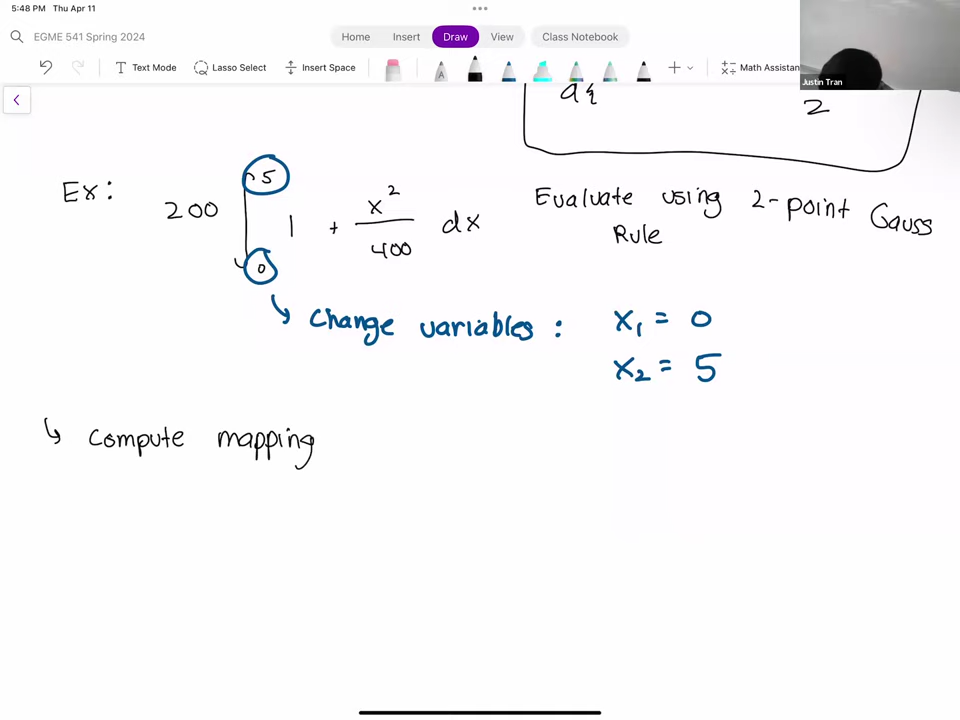 5:48 PM Thu Apr 11
EGME 541 Spring 2024
Home Insert Draw View Class Notebook
Text Mode Lasso Select Insert Space Math Assistan
Justin Tran
dξ
2
Ex: 200 ∫₀⁵ 1 + x²/400 dx
Evaluate using 2-point Gauss
Rule
↳ Change variables : x₁ = 0
x₂ = 5
↳ compute mapping